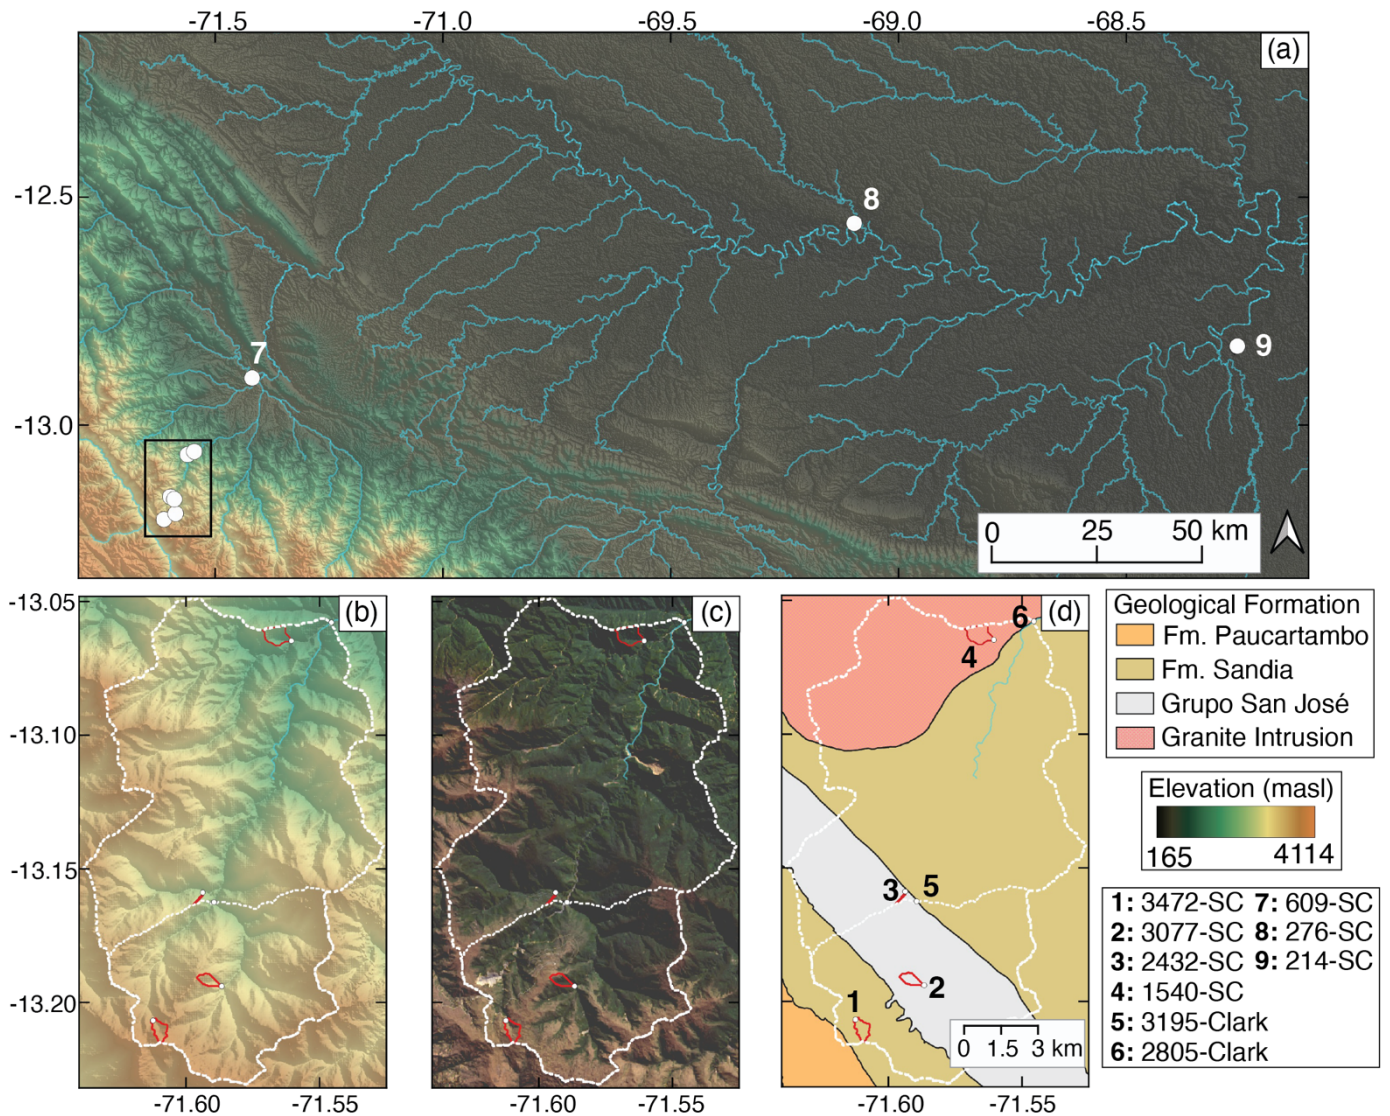 -71.5 -71.0 -69.5 -69.0 -68.5
(a)
-12.5
8
7
9
-13.0
0 25 50 km
-13.05
(b) (c) (d)
6
4
-13.10
-13.15
3 5
2
-13.20
1
0 1.5 3 km
-71.60 -71.55 -71.60 -71.55 -71.60 -71.55
Geological Formation
Fm. Paucartambo
Fm. Sandia
Grupo San José
Granite Intrusion
Elevation (masl)
165 4114
1: 3472-SC 7: 609-SC
2: 3077-SC 8: 276-SC
3: 2432-SC 9: 214-SC
4: 1540-SC
5: 3195-Clark
6: 2805-Clark